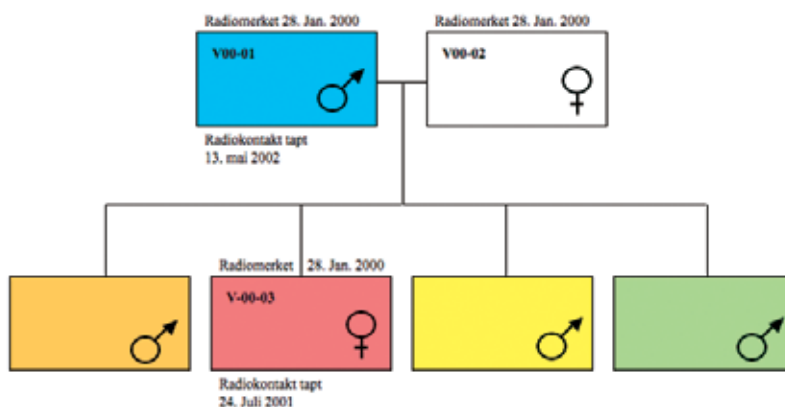 Radiomerket 28. Jan. 2000
Radiomerket 28. Jan. 2000
V00-01
V00-02
Radiokontakt tapt
13. mai 2002
Radiomerket 28. Jan. 2000
V-00-03
Radiokontakt tapt
24. Juli 2001